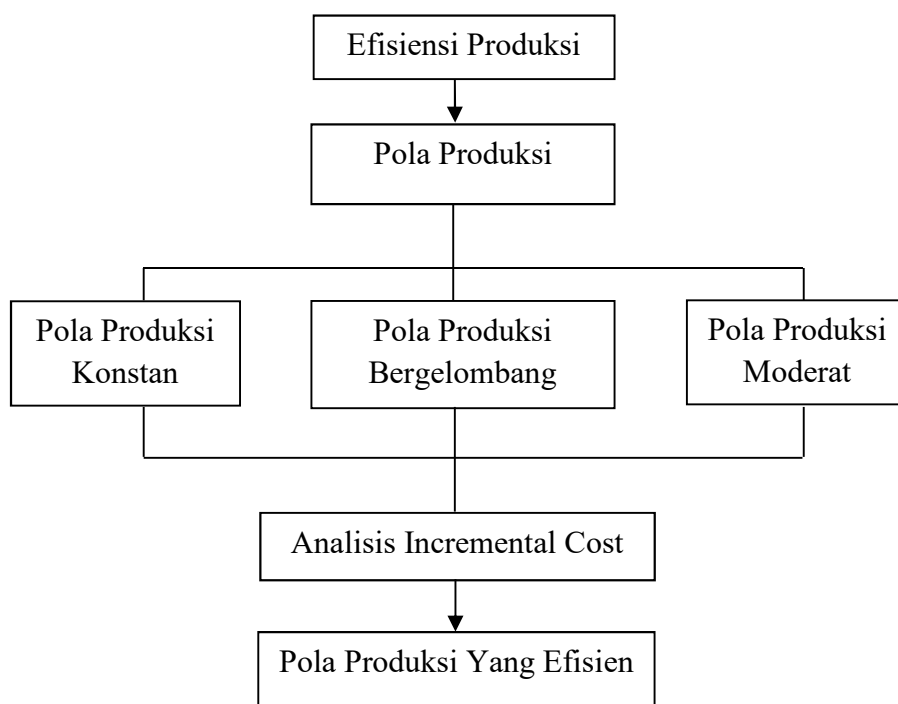 Efisiensi Produksi
Pola Produksi
Pola Produksi
Konstan
Pola Produksi
Bergelombang
Pola Produksi
Moderat
Analisis Incremental Cost
Pola Produksi Yang Efisien